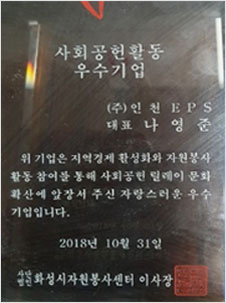 사회공헌활동
우수기업
(주)인천 EPS
대표 나영준
위 기업은 지역경제 활성화와 자원봉사
활동 참여를 통해 사회공헌 릴레이 문화
확산에 앞장서 주신 자랑스러운 우수
기업입니다.
2018년 10월 31일
사단법인 화성시자원봉사센터 이사장